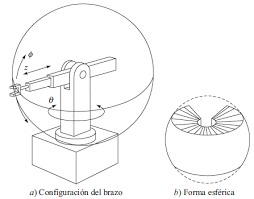 ϕ
z
θ
a) Configuración del brazo
b) Forma esférica